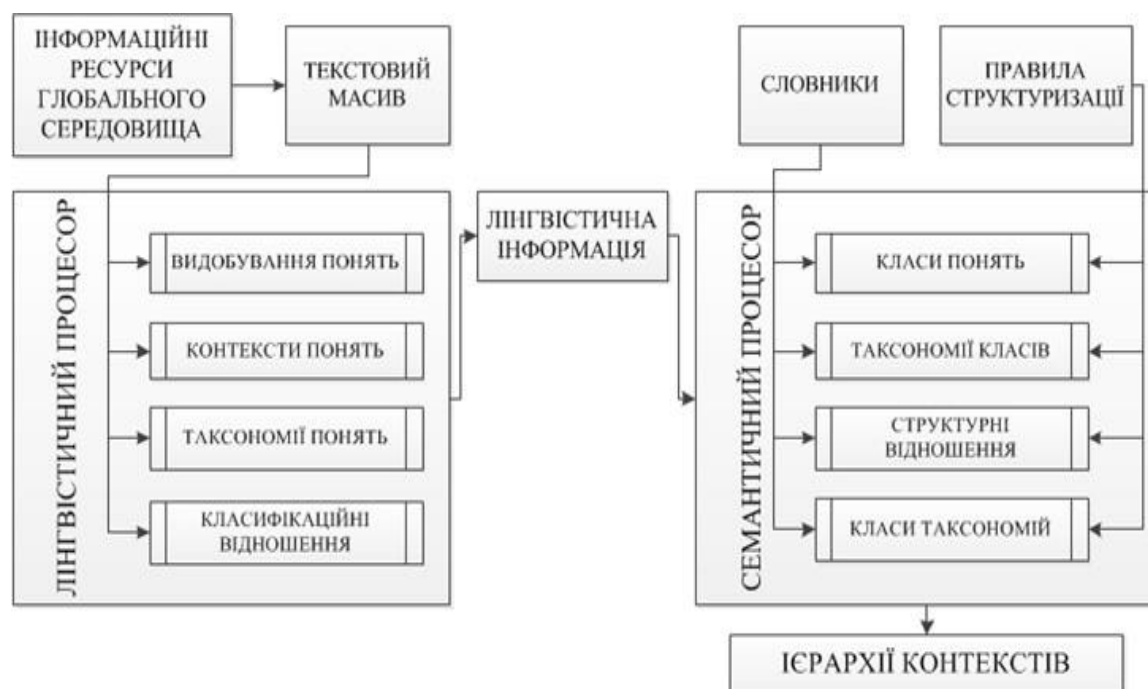 ІНФОРМАЦІЙНІ
РЕСУРСИ
ГЛОБАЛЬНОГО
СЕРЕДОВИЩА
ТЕКСТОВИЙ
МАСИВ
СЛОВНИКИ
ПРАВИЛА
СТРУКТУРИЗАЦІЇ
ЛІНГВІСТИЧНИЙ ПРОЦЕСОР
ВИДОБУВАННЯ ПОНЯТЬ
КОНТЕКСТИ ПОНЯТЬ
ТАКСОНОМІЇ ПОНЯТЬ
КЛАСИФІКАЦІЙНІ
ВІДНОШЕННЯ
ЛІНГВІСТИЧНА
ІНФОРМАЦІЯ
СЕМАНТИЧНИЙ ПРОЦЕСОР
КЛАСИ ПОНЯТЬ
ТАКСОНОМІЇ КЛАСІВ
СТРУКТУРНІ
ВІДНОШЕННЯ
КЛАСИ ТАКСОНОМІЙ
ІЄРАРХІЇ КОНТЕКСТІВ